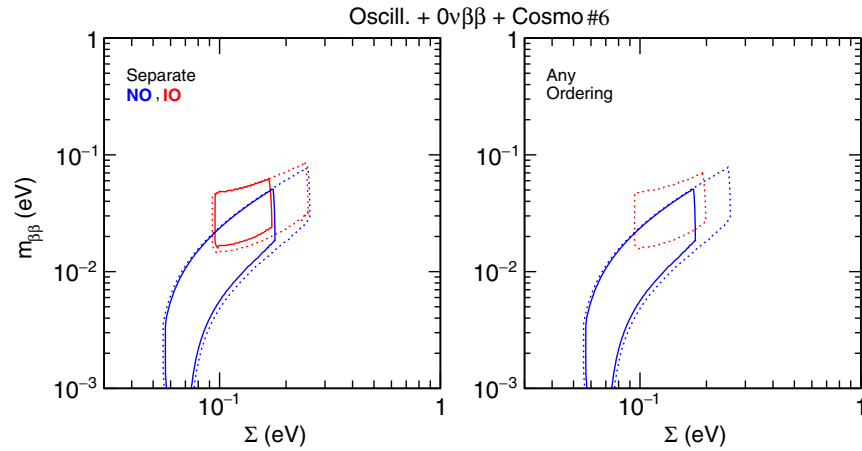 Oscill. + 0νββ + Cosmo #6
Separate
NO , IO
Any
Ordering
m_ββ (eV)
1
10⁻¹
10⁻²
10⁻³
10⁻¹
1
Σ (eV)
1
10⁻¹
10⁻²
10⁻³
10⁻¹
1
Σ (eV)